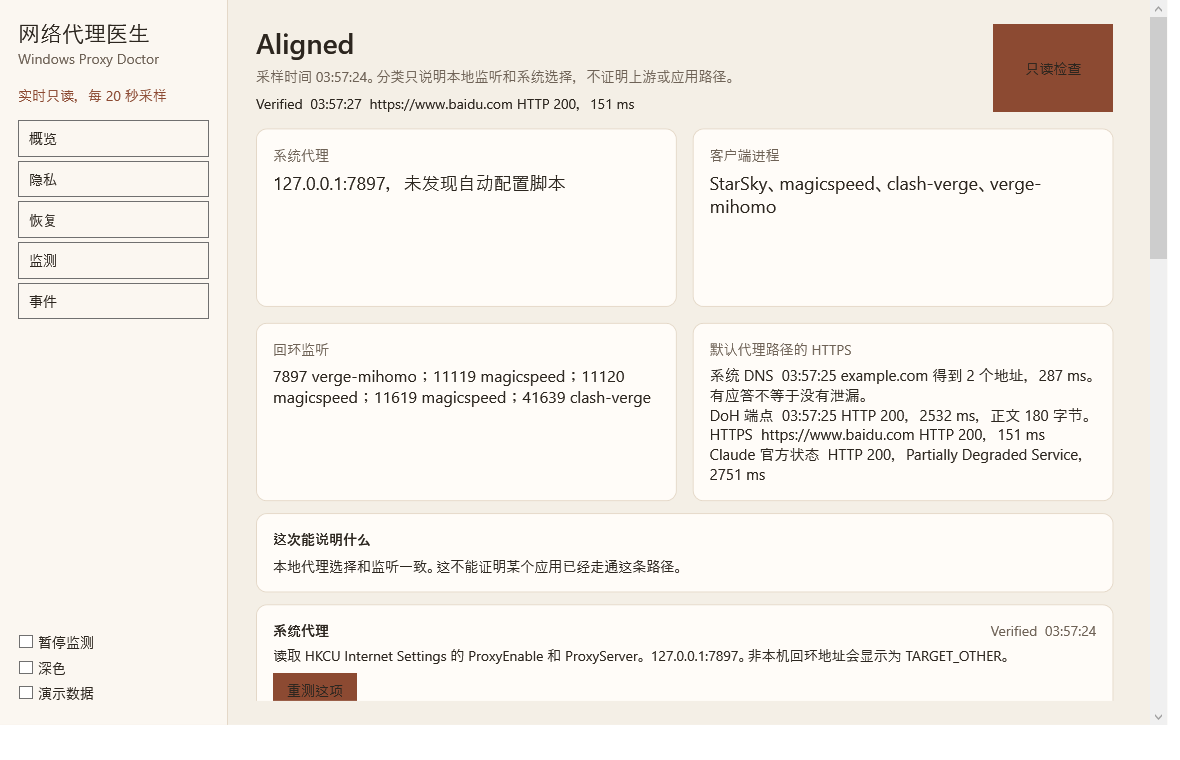 网络代理医生
Windows Proxy Doctor
实时只读，每 20 秒采样
概览
隐私
恢复
监测
事件
暂停监测
深色
演示数据
Aligned
采样时间 03:57:24。分类只说明本地监听和系统选择，不证明上游或应用路径。
Verified 03:57:27 https://www.baidu.com HTTP 200，151 ms
只读检查
系统代理
127.0.0.1:7897，未发现自动配置脚本
客户端进程
StarSky、magicspeed、clash-verge、verge-
mihomo
回环监听
7897 verge-mihomo；11119 magicspeed；11120
magicspeed；11619 magicspeed；41639 clash-verge
默认代理路径的 HTTPS
系统 DNS 03:57:25 example.com 得到 2 个地址，287 ms。
有应答不等于没有泄漏。
DoH 端点 03:57:25 HTTP 200，2532 ms，正文 180 字节。
HTTPS https://www.baidu.com HTTP 200，151 ms
Claude 官方状态 HTTP 200，Partially Degraded Service,
2751 ms
这次能说明什么
本地代理选择和监听一致。这不能证明某个应用已经走通这条路径。
系统代理
Verified 03:57:24
读取 HKCU Internet Settings 的 ProxyEnable 和 ProxyServer。127.0.0.1:7897。非本机回环地址会显示为 TARGET_OTHER。
重测这项